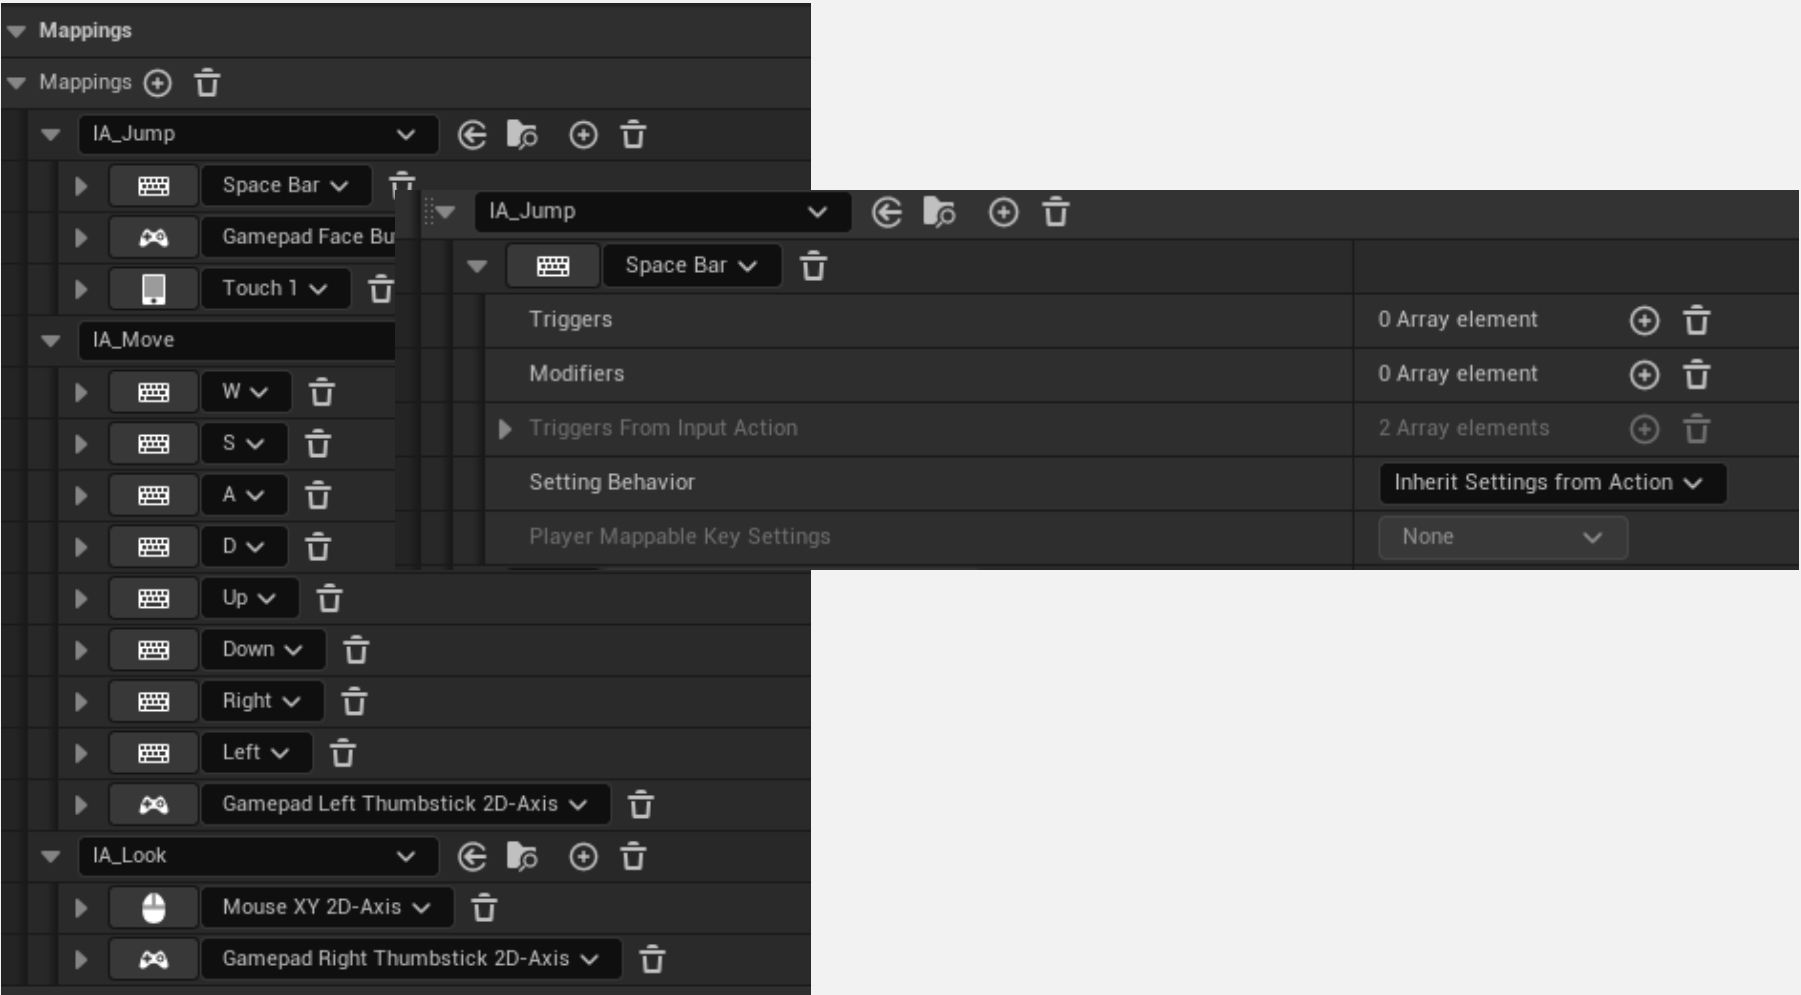 Mappings
Mappings
IA_Jump
Space Bar
Gamepad Face Bu
Touch 1
IA_Move
W
S
A
D
Up
Down
Right
Left
Gamepad Left Thumbstick 2D-Axis
IA_Look
Mouse XY 2D-Axis
Gamepad Right Thumbstick 2D-Axis
IA_Jump
Space Bar
Triggers 0 Array element
Modifiers 0 Array element
Triggers From Input Action 2 Array elements
Setting Behavior Inherit Settings from Action
Player Mappable Key Settings None